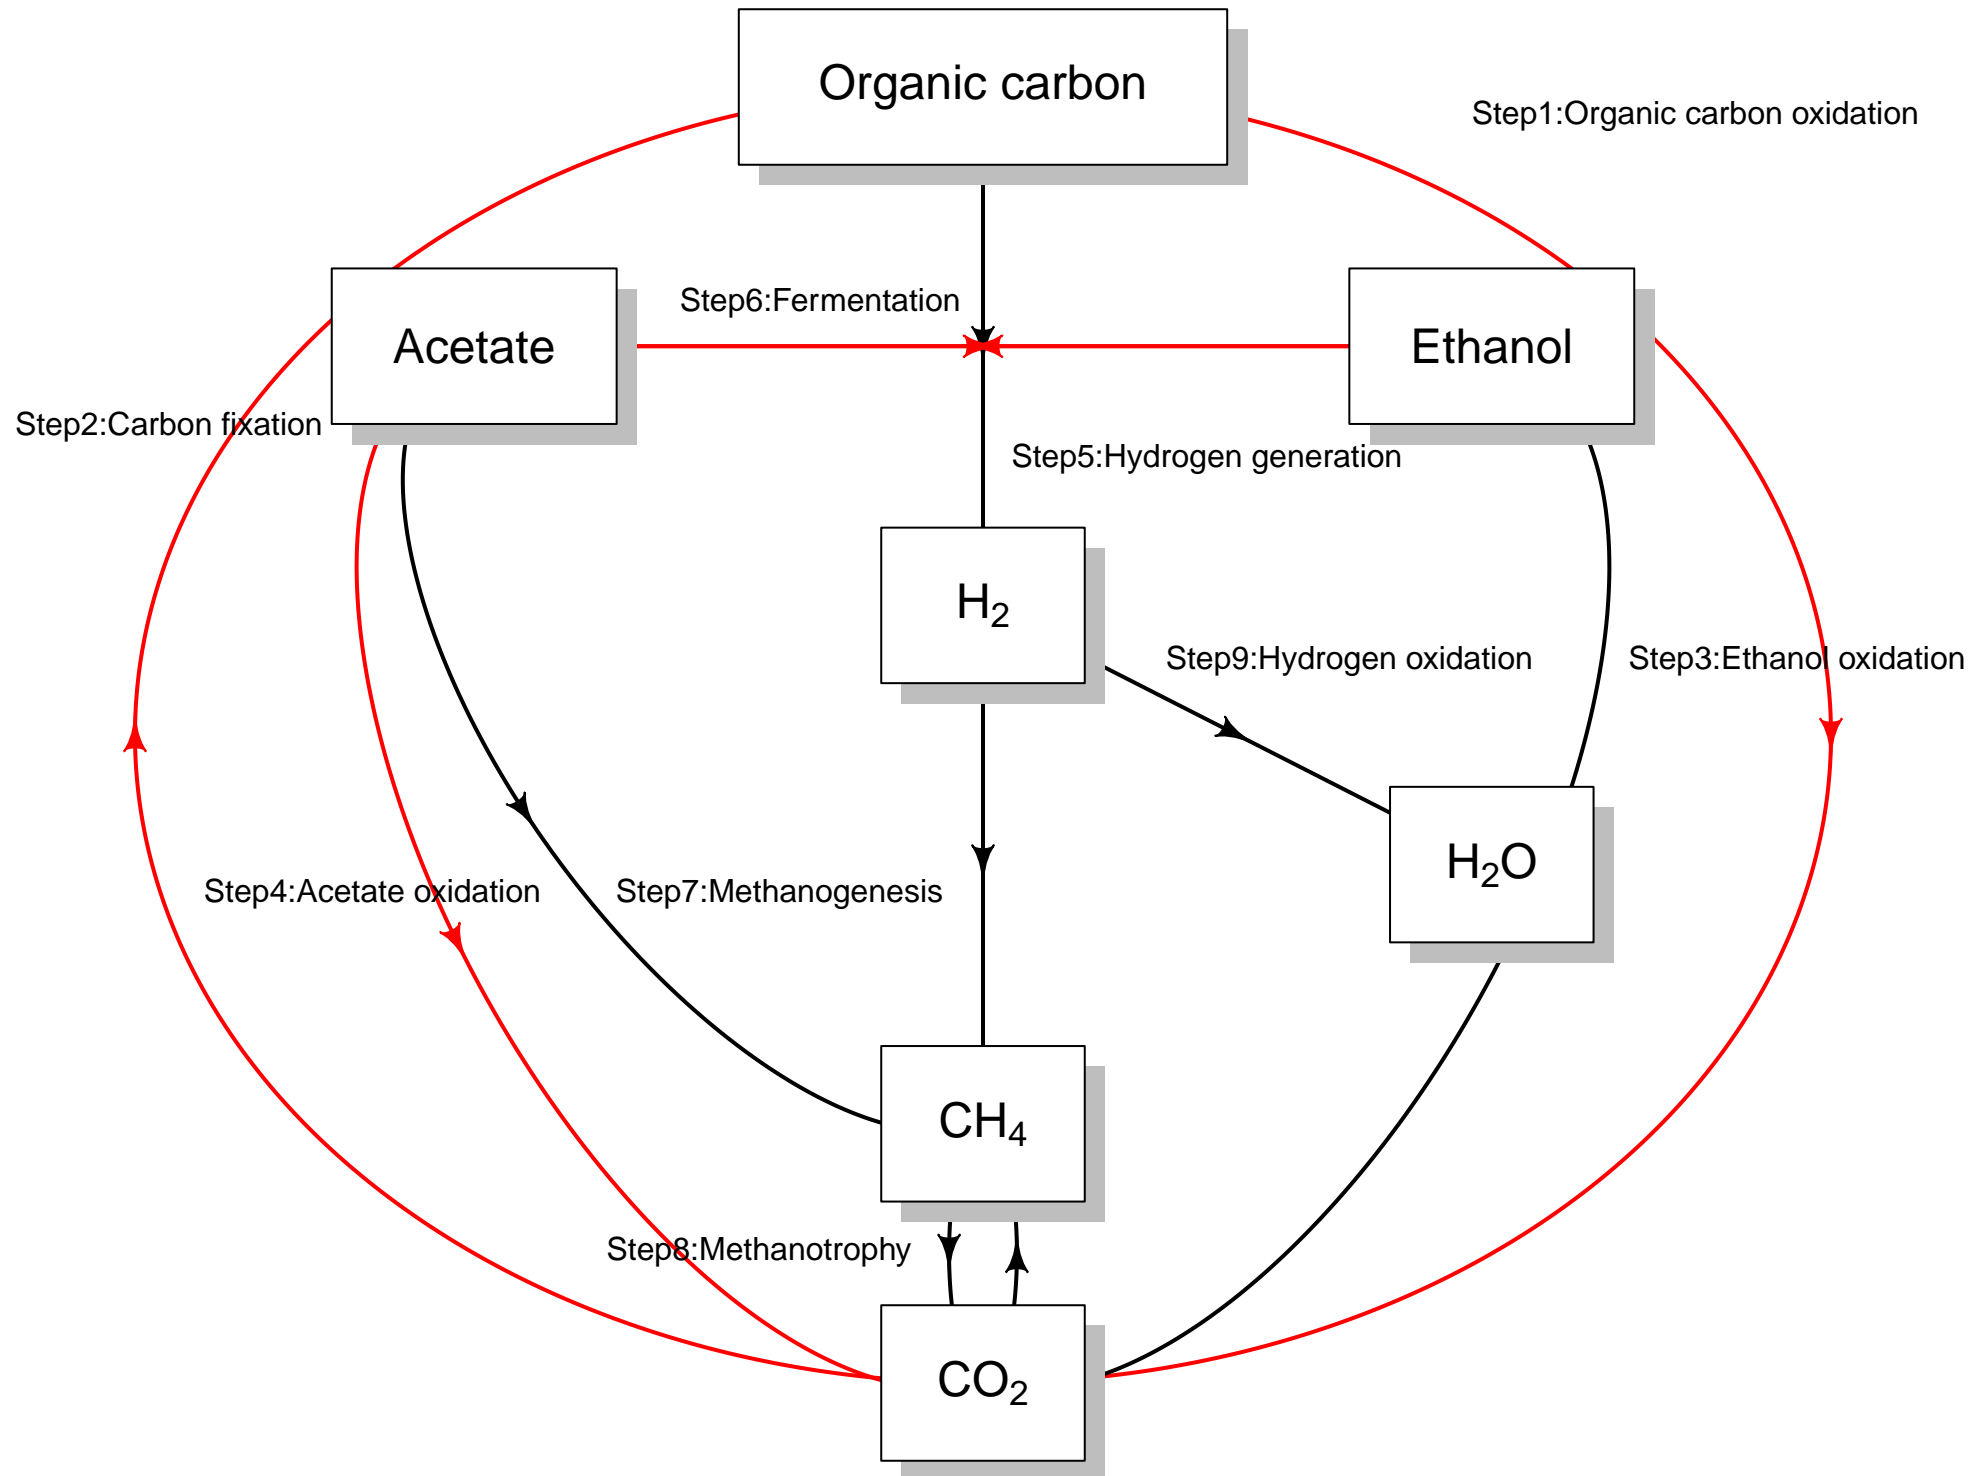 Organic carbon
Step1:Organic carbon oxidation
Step6:Fermentation
Acetate
Ethanol
Step2:Carbon fixation
Step5:Hydrogen generation
H₂
Step9:Hydrogen oxidation
Step3:Ethanol oxidation
H₂O
Step4:Acetate oxidation
Step7:Methanogenesis
CH₄
Step8:Methanotrophy
CO₂